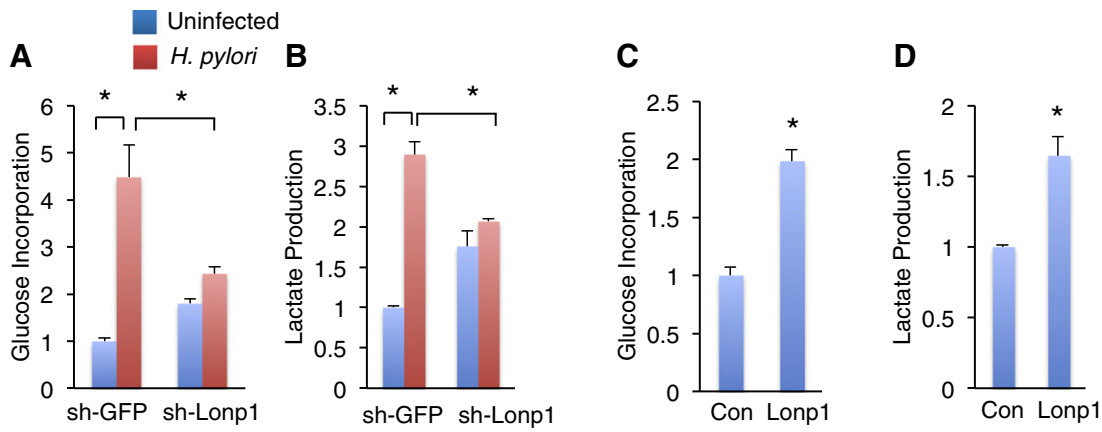 Uninfected
H. pylori
A
*
*
Glucose Incorporation
6
5
4
3
2
1
0
sh-GFP sh-Lonp1
B
*
*
Lactate Production
3.5
3
2.5
2
1.5
1
0.5
0
sh-GFP sh-Lonp1
C
*
Glucose Incorporation
2.5
2
1.5
1
0.5
0
Con Lonp1
D
*
Lactate Production
2
1.5
1
0.5
0
Con Lonp1